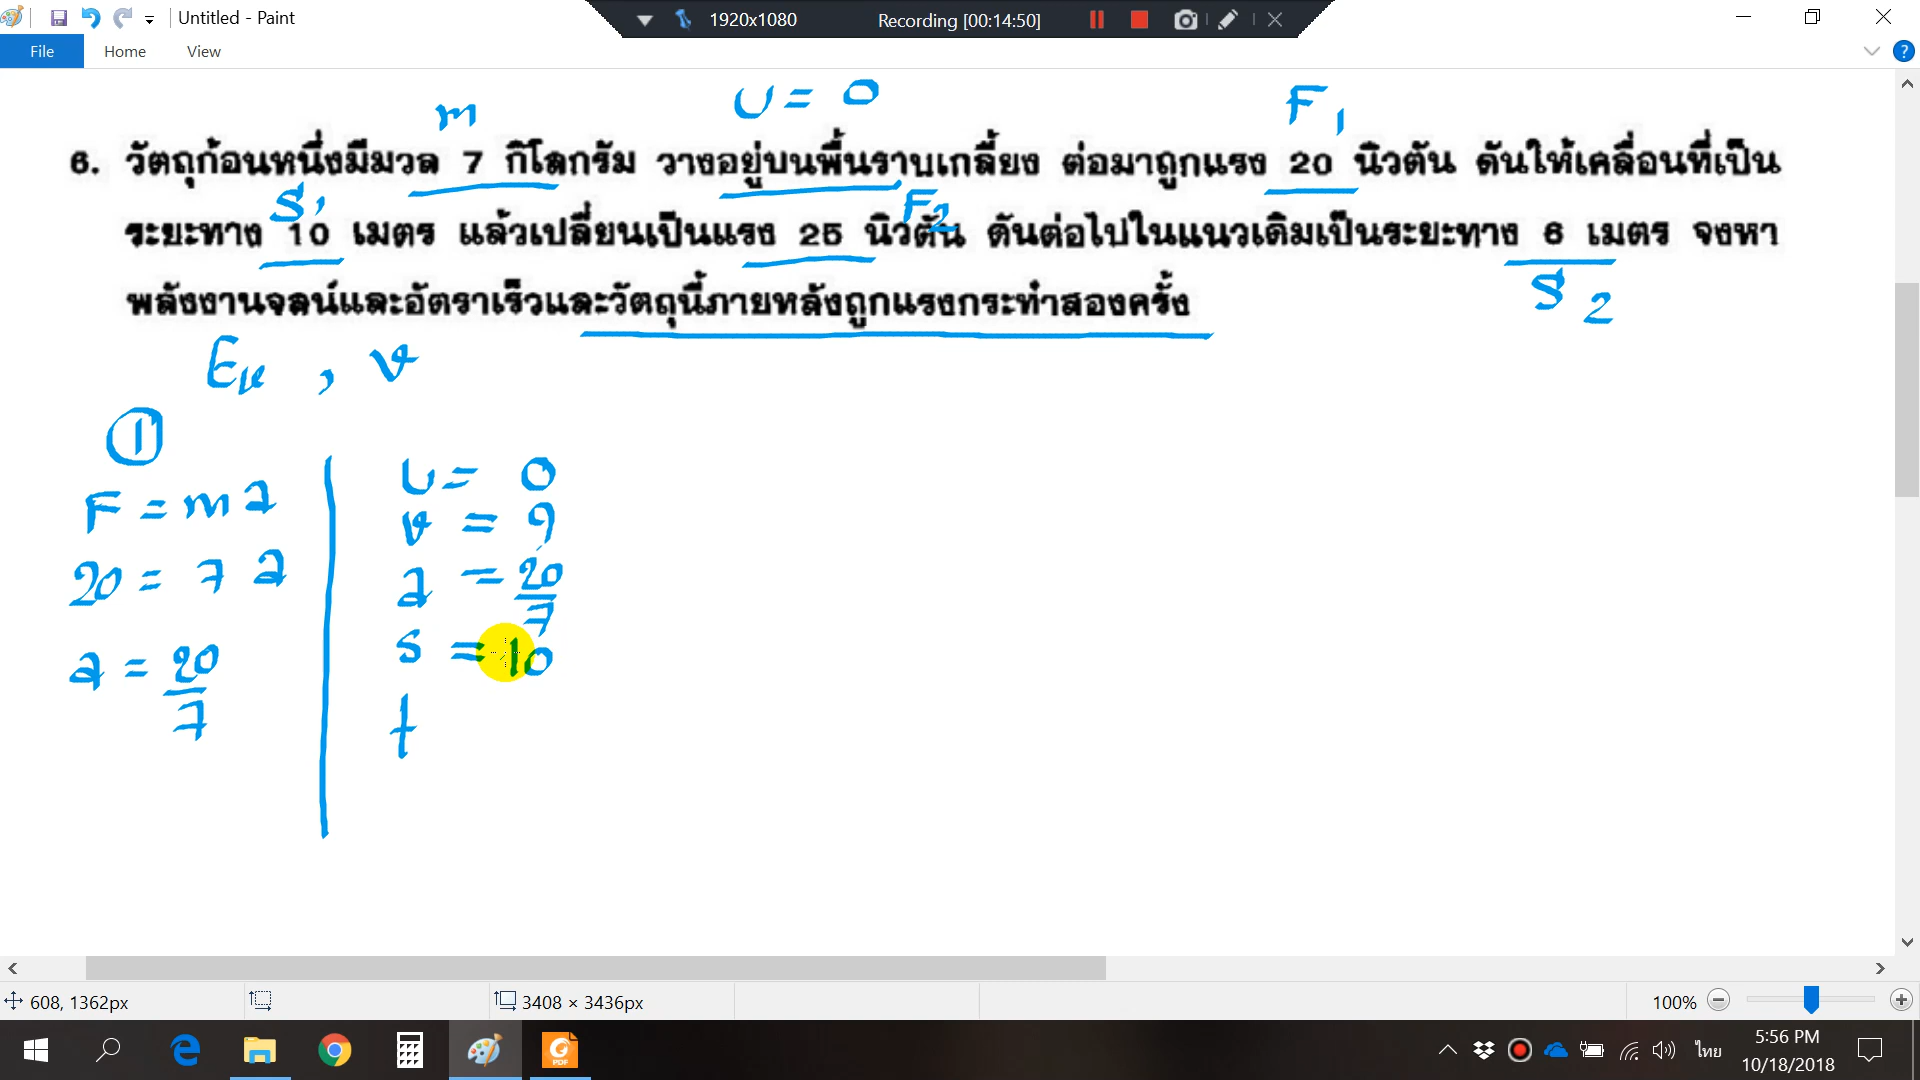 Untitled - Paint
1920x1080
Recording [00:14:50]
File Home View
m U = 0 F1
6. วัตถุก้อนหนึ่งมีมวล 7 กิโลกรัม วางอยู่บนพื้นราบเกลี้ยง ต่อมาถูกแรง 20 นิวตัน ดันให้เคลื่อนที่เป็น
S1 F2
ระยะทาง 10 เมตร แล้วเปลี่ยนเป็นแรง 25 นิวตัน ดันต่อไปในแนวเดิมเป็นระยะทาง 6 เมตร จงหา
S2
พลังงานจลน์และอัตราเร็วและวัตถุนี้ภายหลังถูกแรงกระทำสองครั้ง
Ek , v
1
F = ma
20 = 7 a
a = 20/7
U = 0
v = ?
a = 20/7
s = 10
t
608, 1362px
3408 × 3436px
100%
ไทย
5:56 PM
10/18/2018